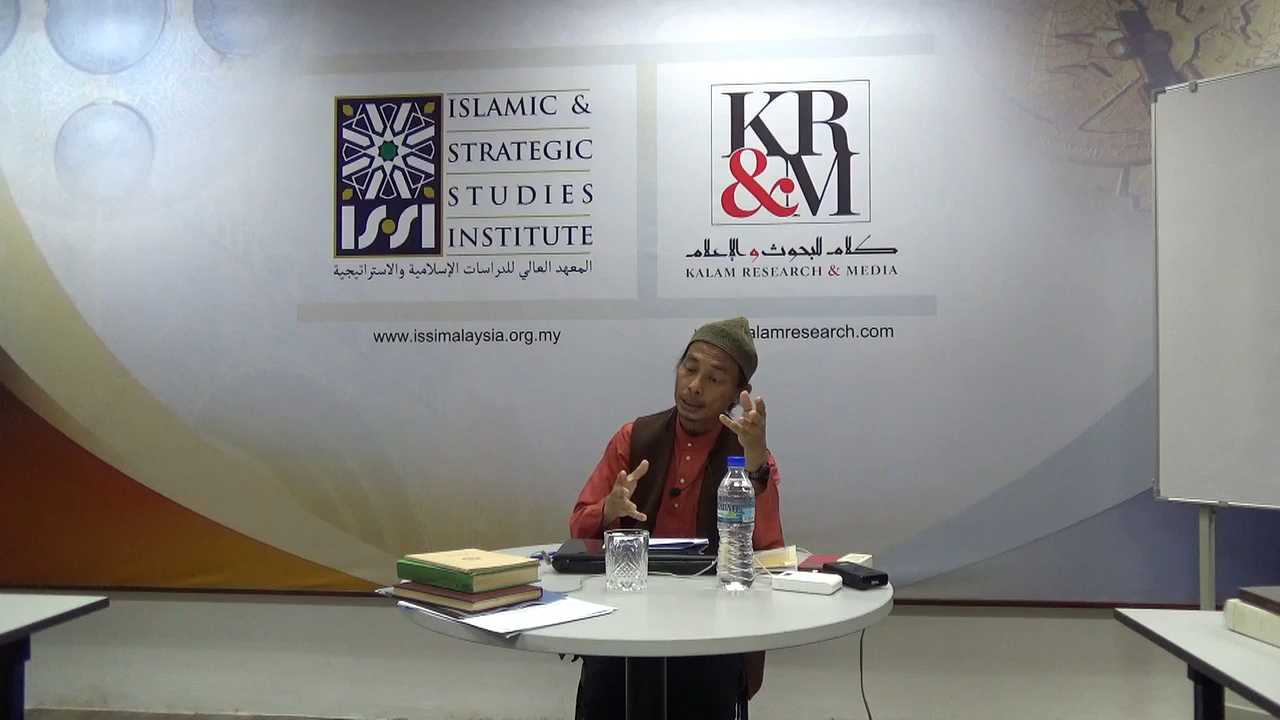 ISLAMIC &
STRATEGIC
STUDIES
INSTITUTE
ISSI
المعهد العالي للدراسات الإسلامية والاستراتيجية
www.issimalaysia.org.my
KR
&M
كلام للبحوث والإعلام
KALAM RESEARCH & MEDIA
alamresearch.com